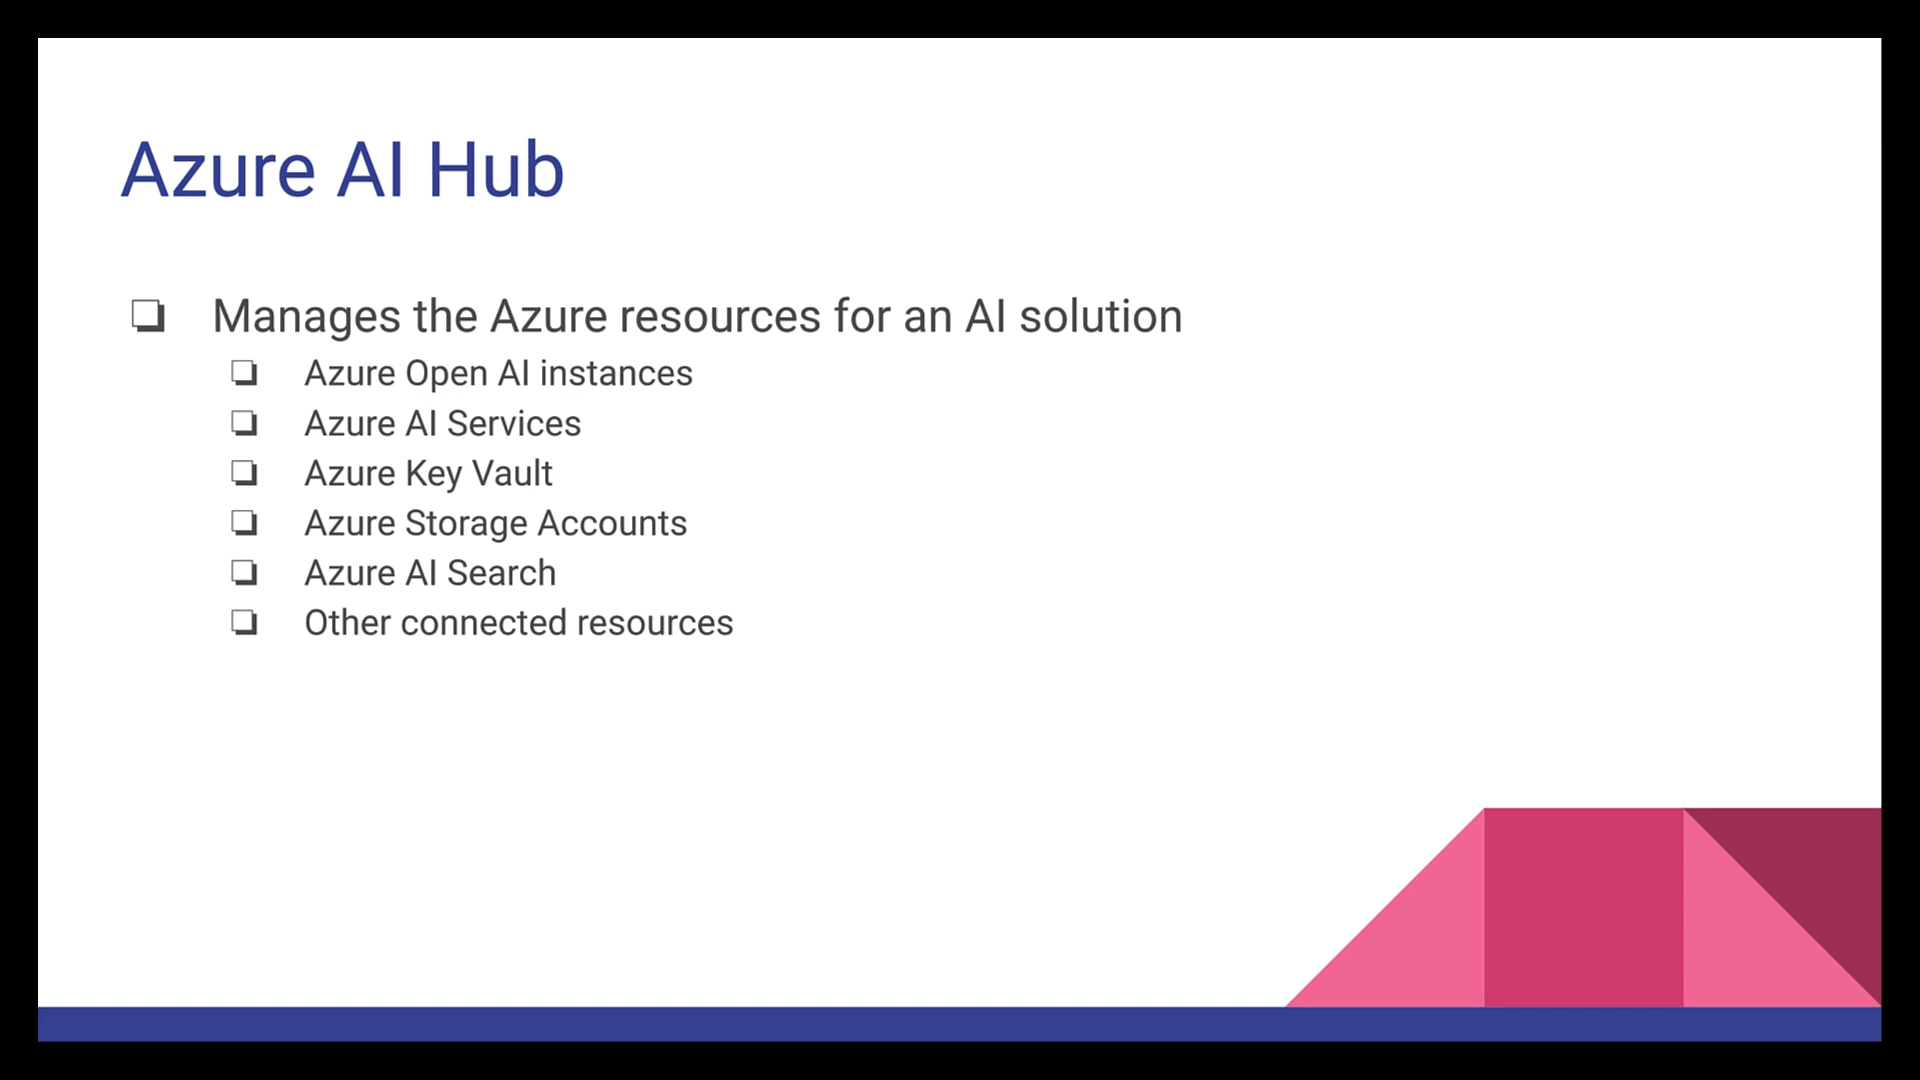 Azure AI Hub
❏ Manages the Azure resources for an AI solution
❏ Azure Open AI instances
❏ Azure AI Services
❏ Azure Key Vault
❏ Azure Storage Accounts
❏ Azure AI Search
❏ Other connected resources